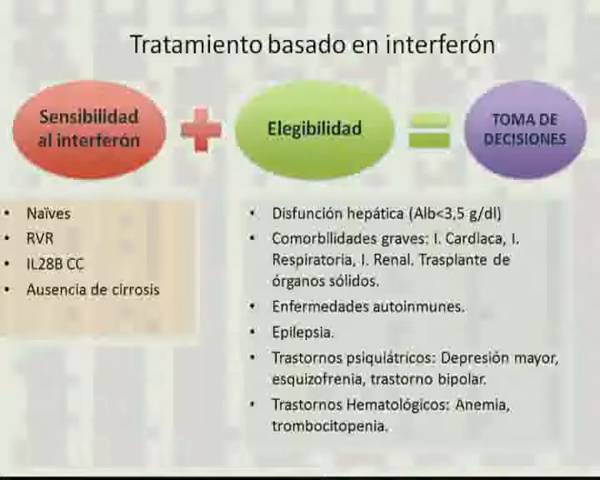 Tratamiento basado en interferón
Sensibilidad
al interferón
Elegibilidad
TOMA DE
DECISIONES
• Naïves
• RVR
• IL28B CC
• Ausencia de cirrosis
• Disfunción hepática (Alb<3,5 g/dl)
• Comorbilidades graves: I. Cardiaca, I.
Respiratoria, I. Renal. Trasplante de
órganos sólidos.
• Enfermedades autoinmunes.
• Epilepsia.
• Trastornos psiquiátricos: Depresión mayor,
esquizofrenia, trastorno bipolar.
• Trastornos Hematológicos: Anemia,
trombocitopenia.